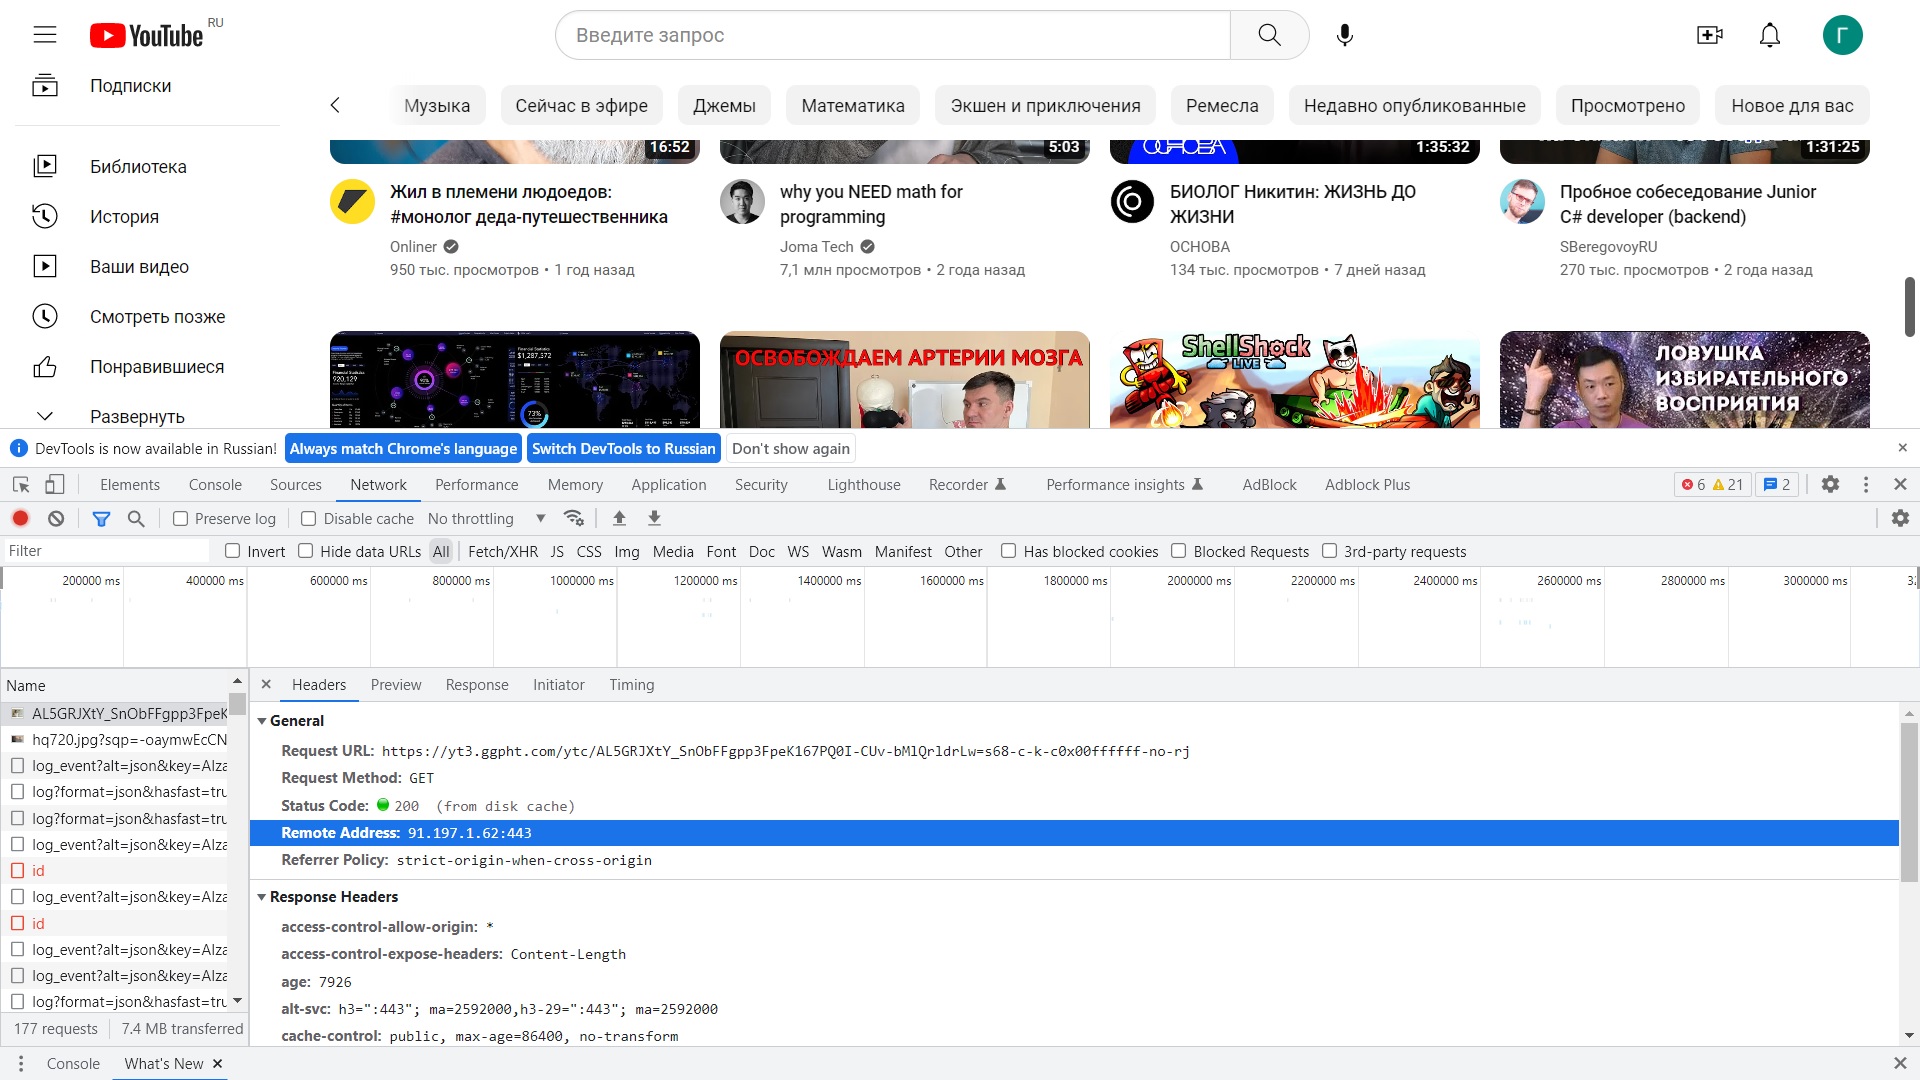 YouTube RU
Введите запрос
Г
Подписки
Библиотека
История
Ваши видео
Смотреть позже
Понравившиеся
Развернуть
Музыка
Сейчас в эфире
Джемы
Математика
Экшен и приключения
Ремесла
Недавно опубликованные
Просмотрено
Новое для вас
16:52
5:03
ОСНОВА
1:35:32
1:31:25
Жил в племени людоедов:
#монолог деда-путешественника
Onliner
950 тыс. просмотров • 1 год назад
why you NEED math for
programming
Joma Tech
7,1 млн просмотров • 2 года назад
БИОЛОГ Никитин: ЖИЗНЬ ДО
ЖИЗНИ
ОСНОВА
134 тыс. просмотров • 7 дней назад
Пробное собеседование Junior
C# developer (backend)
SBeregovoyRU
270 тыс. просмотров • 2 года назад
$1,287,572
920,129
73%
ОСВОБОЖДАЕМ АРТЕРИИ МОЗГА
ShellShock
LIVE
ЛОВУШКА
ИЗБИРАТЕЛЬНОГО
ВОСПРИЯТИЯ
DevTools is now available in Russian! Always match Chrome's language Switch DevTools to Russian Don't show again
Elements Console Sources Network Performance Memory Application Security Lighthouse Recorder Performance insights AdBlock Adblock Plus 6 21 2
Preserve log Disable cache No throttling
Filter Invert Hide data URLs All Fetch/XHR JS CSS Img Media Font Doc WS Wasm Manifest Other Has blocked cookies Blocked Requests 3rd-party requests
200000 ms 400000 ms 600000 ms 800000 ms 1000000 ms 1200000 ms 1400000 ms 1600000 ms 1800000 ms 2000000 ms 2200000 ms 2400000 ms 2600000 ms 2800000 ms 3000000 ms
Name
AL5GRJXtY_SnObFFgpp3FpeK
hq720.jpg?sqp=-oaymwEcCN
log_event?alt=json&key=AIza
log?format=json&hasfast=tru
log?format=json&hasfast=tru
log_event?alt=json&key=AIza
id
log_event?alt=json&key=AIza
id
log_event?alt=json&key=AIza
log_event?alt=json&key=AIza
log?format=json&hasfast=tru
177 requests 7.4 MB transferred
Headers Preview Response Initiator Timing
General
Request URL: https://yt3.ggpht.com/ytc/AL5GRJXtY_SnObFFgpp3FpeK167PQ0I-CUv-bMlQrldrLw=s68-c-k-c0x00ffffff-no-rj
Request Method: GET
Status Code: 200 (from disk cache)
Remote Address: 91.197.1.62:443
Referrer Policy: strict-origin-when-cross-origin
Response Headers
access-control-allow-origin: *
access-control-expose-headers: Content-Length
age: 7926
alt-svc: h3=":443"; ma=2592000,h3-29=":443"; ma=2592000
cache-control: public, max-age=86400, no-transform
Console What's New